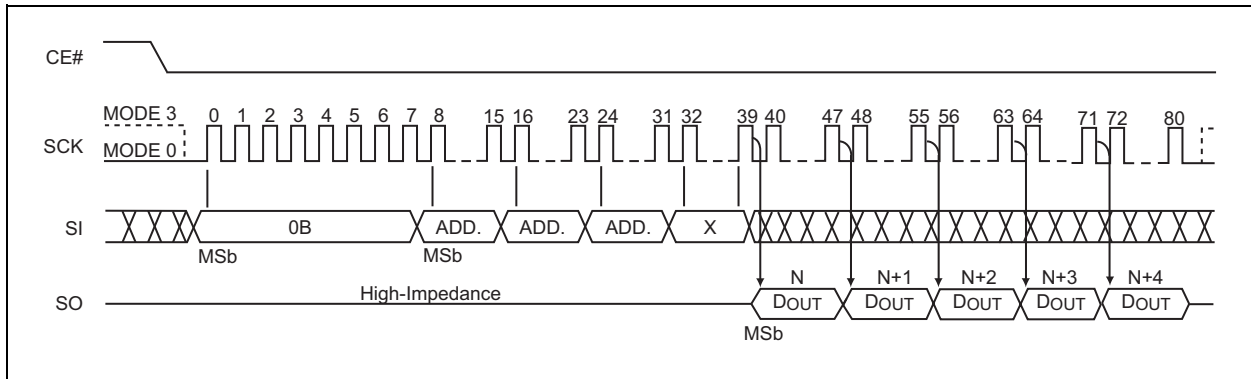 CE#
MODE 3
0 1 2 3 4 5 6 7 8 15 16 23 24 31 32 39 40 47 48 55 56 63 64 71 72 80
SCK
MODE 0
SI
0B
ADD.
ADD.
ADD.
X
MSb
MSb
N
N+1
N+2
N+3
N+4
SO
High-Impedance
DOUT
DOUT
DOUT
DOUT
DOUT
MSb